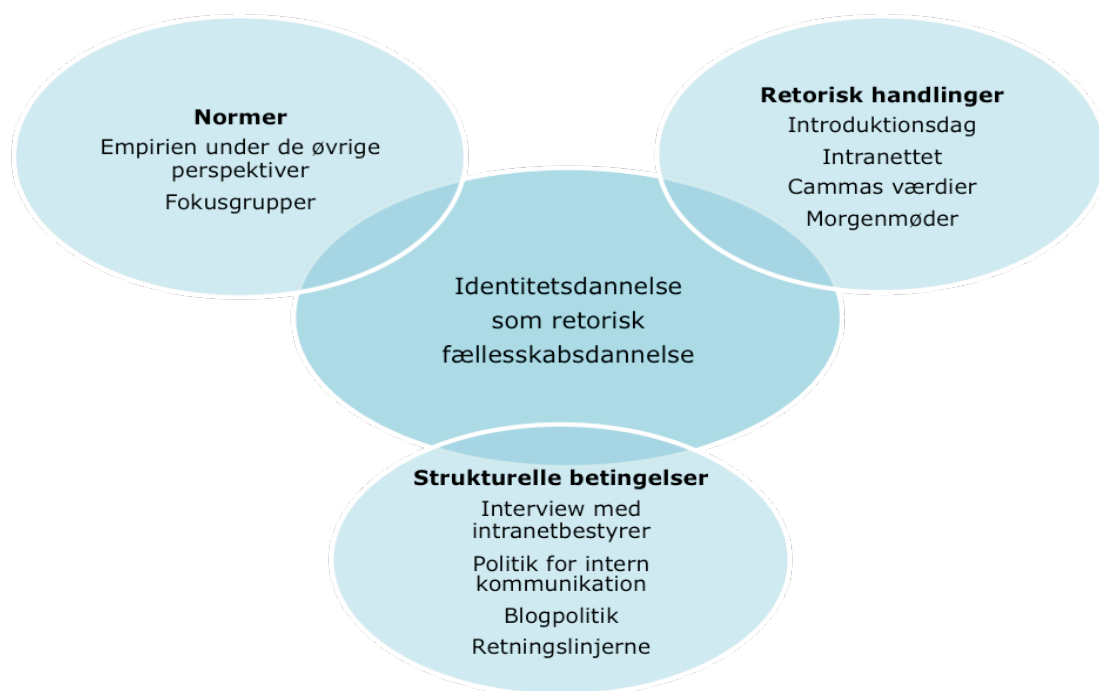 Normer
Empirien under de øvrige
perspektiver
Fokusgrupper
Retorisk handlinger
Introduktionsdag
Intranettet
Cammas værdier
Morgenmøder
Identitetsdannelse
som retorisk
fællesskabsdannelse
Strukturelle betingelser
Interview med
intranetbestyrer
Politik for intern
kommunikation
Blogpolitik
Retningslinjerne